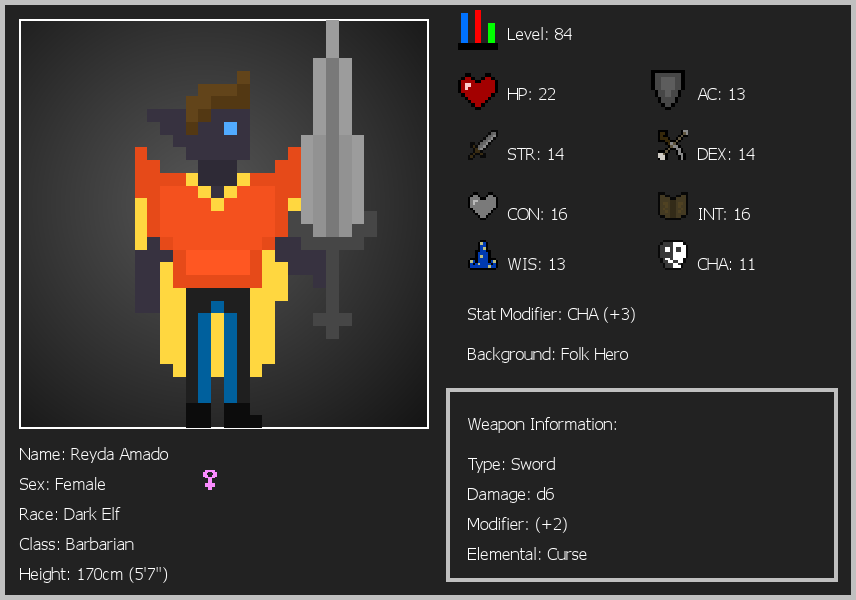 Level: 84
HP: 22
AC: 13
STR: 14
DEX: 14
CON: 16
INT: 16
WIS: 13
CHA: 11
Stat Modifier: CHA (+3)
Background: Folk Hero
Weapon Information:
Type: Sword
Damage: d6
Modifier: (+2)
Elemental: Curse
Name: Reyda Amado
Sex: Female
Race: Dark Elf
Class: Barbarian
Height: 170cm (5'7")